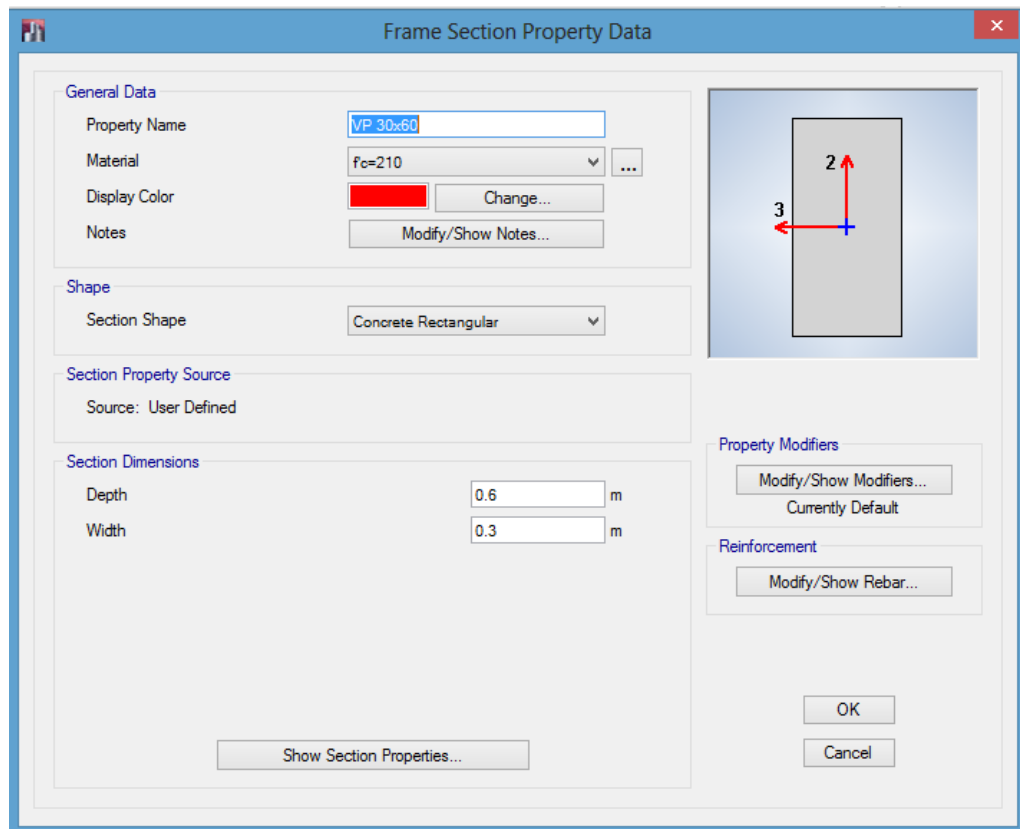 Frame Section Property Data
General Data
Property Name VP 30x60
Material f'c=210 ...
Display Color Change...
Notes Modify/Show Notes...
2
3
Shape
Section Shape Concrete Rectangular
Section Property Source
Source: User Defined
Property Modifiers
Modify/Show Modifiers...
Currently Default
Section Dimensions
Depth 0.6 m
Width 0.3 m
Reinforcement
Modify/Show Rebar...
Show Section Properties...
OK
Cancel